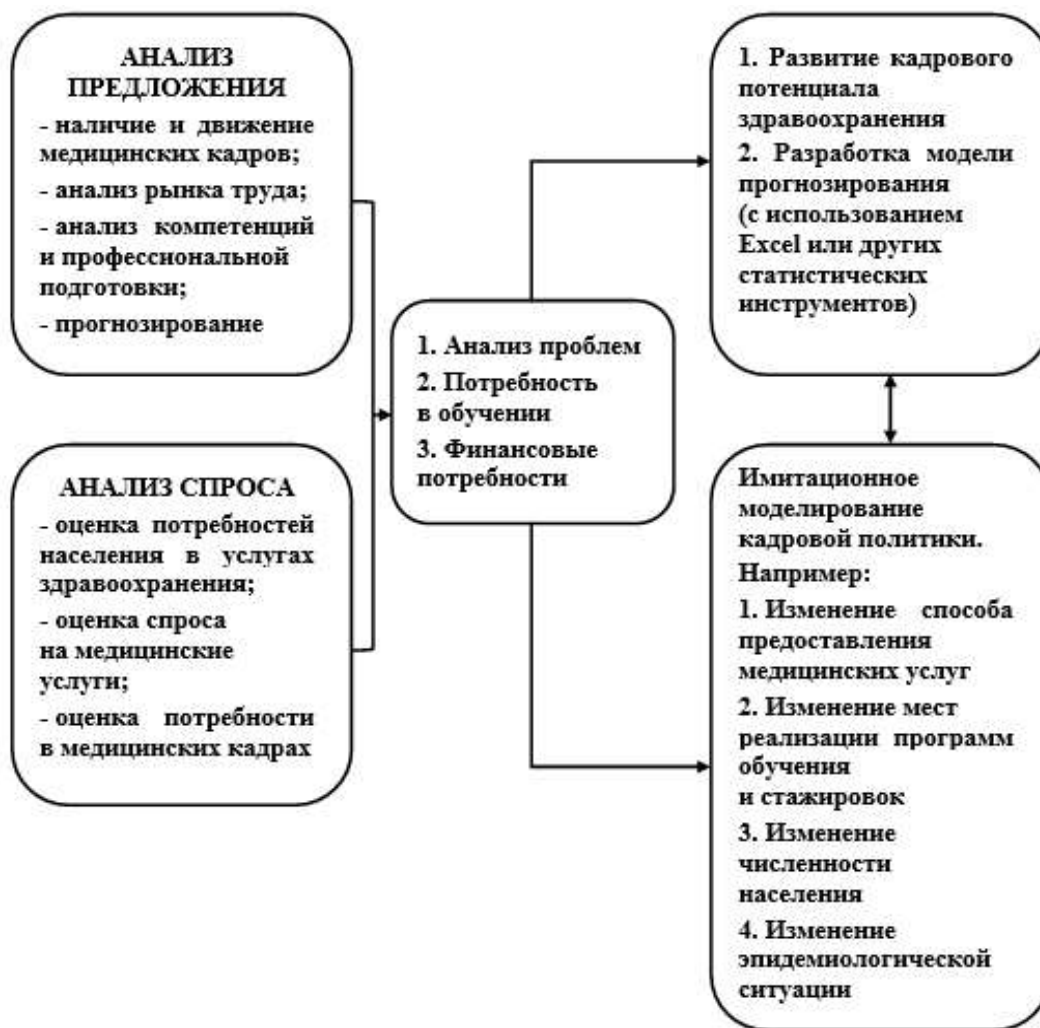 АНАЛИЗ
ПРЕДЛОЖЕНИЯ
- наличие и движение
медицинских кадров;
- анализ рынка труда;
- анализ компетенций
и профессиональной
подготовки;
- прогнозирование
АНАЛИЗ СПРОСА
- оценка потребностей
населения в услугах
здравоохранения;
- оценка спроса
на медицинские
услуги;
- оценка потребности
в медицинских кадрах
1. Анализ проблем
2. Потребность
в обучении
3. Финансовые
потребности
1. Развитие кадрового
потенциала
здравоохранения
2. Разработка модели
прогнозирования
(с использованием
Excel или других
статистических
инструментов)
Имитационное
моделирование
кадровой политики.
Например:
1. Изменение способа
предоставления
медицинских услуг
2. Изменение мест
реализации программ
обучения
и стажировок
3. Изменение
численности
населения
4. Изменение
эпидемиологической
ситуации